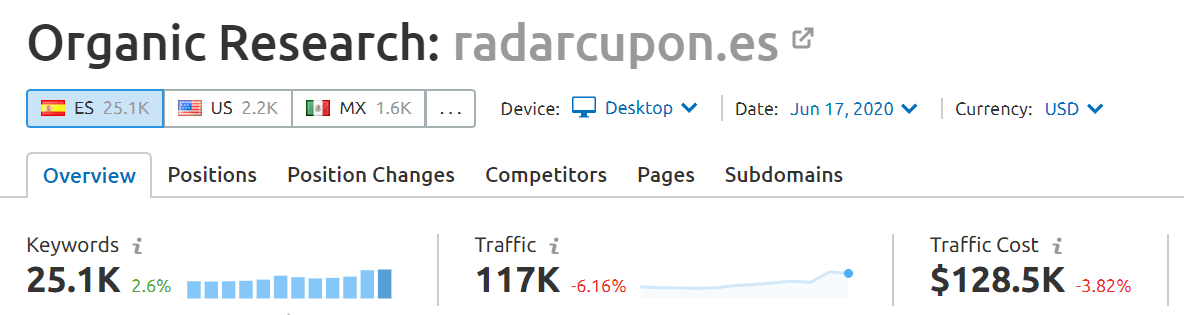 Organic Research: radarcupon.es
ES 25.1K US 2.2K MX 1.6K ... Device: Desktop Date: Jun 17, 2020 Currency: USD
Overview Positions Position Changes Competitors Pages Subdomains
Keywords i Traffic i Traffic Cost i
25.1K 2.6% 117K -6.16% $128.5K -3.82%